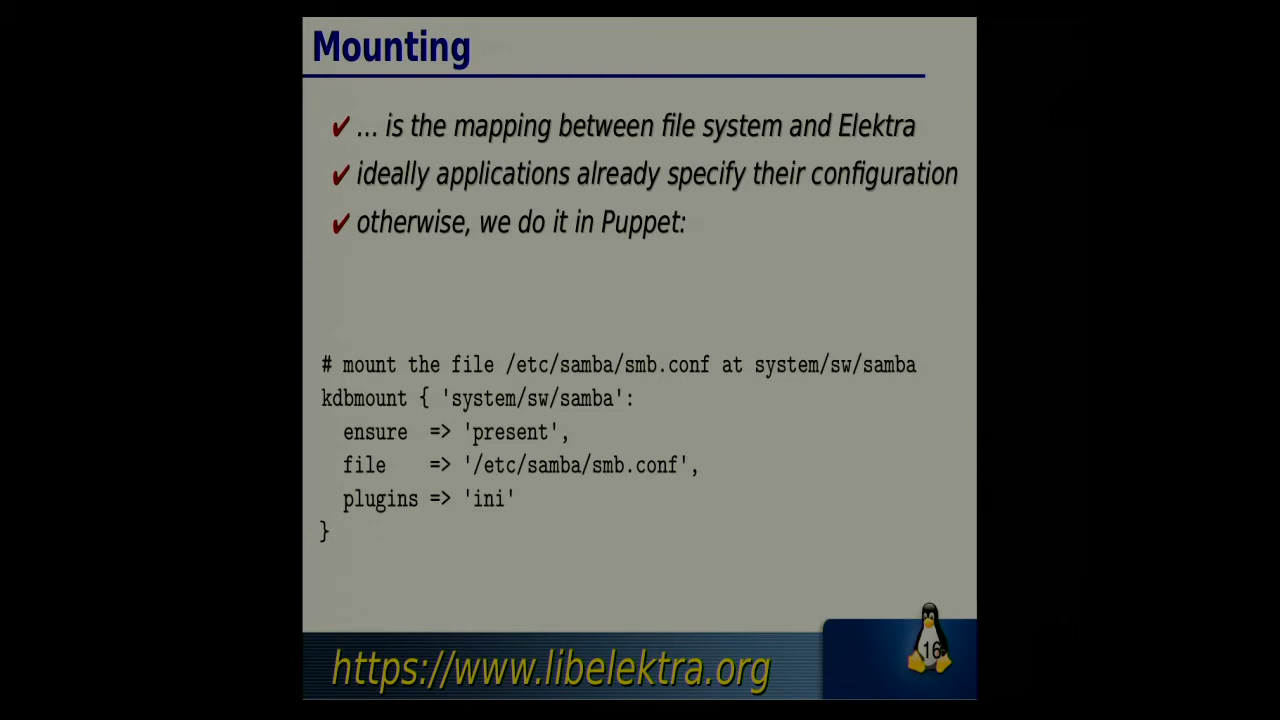 Mounting
✔ ... is the mapping between file system and Elektra
✔ ideally applications already specify their configuration
✔ otherwise, we do it in Puppet:
# mount the file /etc/samba/smb.conf at system/sw/samba
kdbmount { 'system/sw/samba':
  ensure  => 'present',
  file    => '/etc/samba/smb.conf',
  plugins => 'ini'
}
https://www.libelektra.org
16